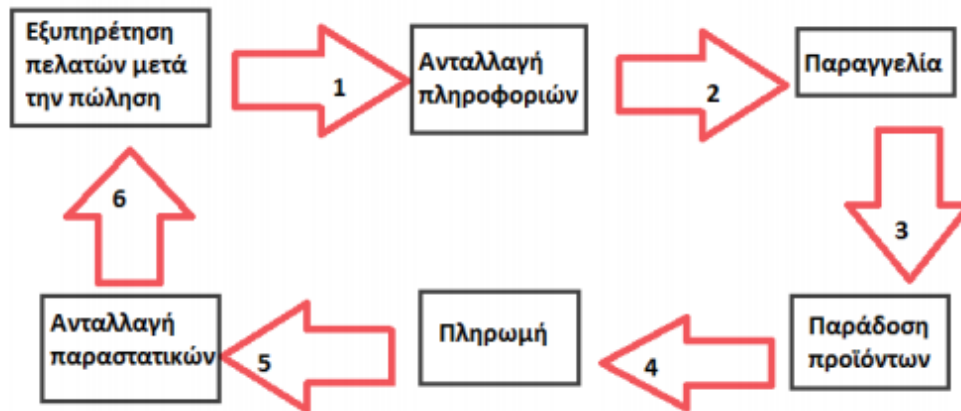 Εξυπηρέτηση
πελατών μετά
την πώληση
1
Ανταλλαγή
πληροφοριών
2
Παραγγελία
3
Παράδοση
προϊόντων
4
Πληρωμή
5
Ανταλλαγή
παραστατικών
6